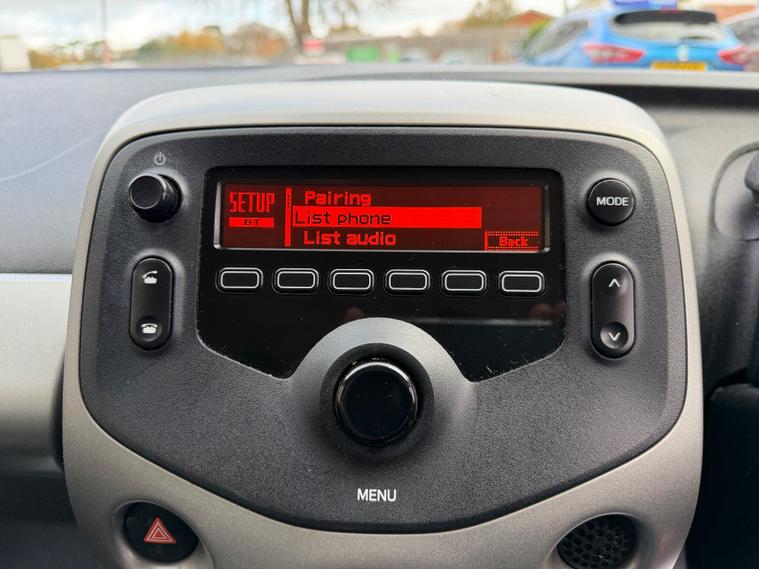 SETUP
BT
Pairing
List phone
List audio
Back
MODE
MENU